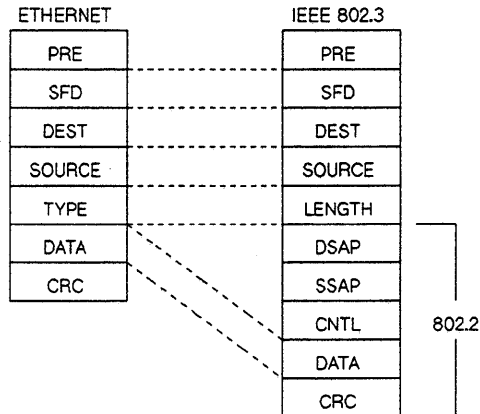 ETHERNET
PRE
SFD
DEST
SOURCE
TYPE
DATA
CRC
IEEE 802.3
PRE
SFD
DEST
SOURCE
LENGTH
DSAP
SSAP
CNTL
DATA
CRC
802.2